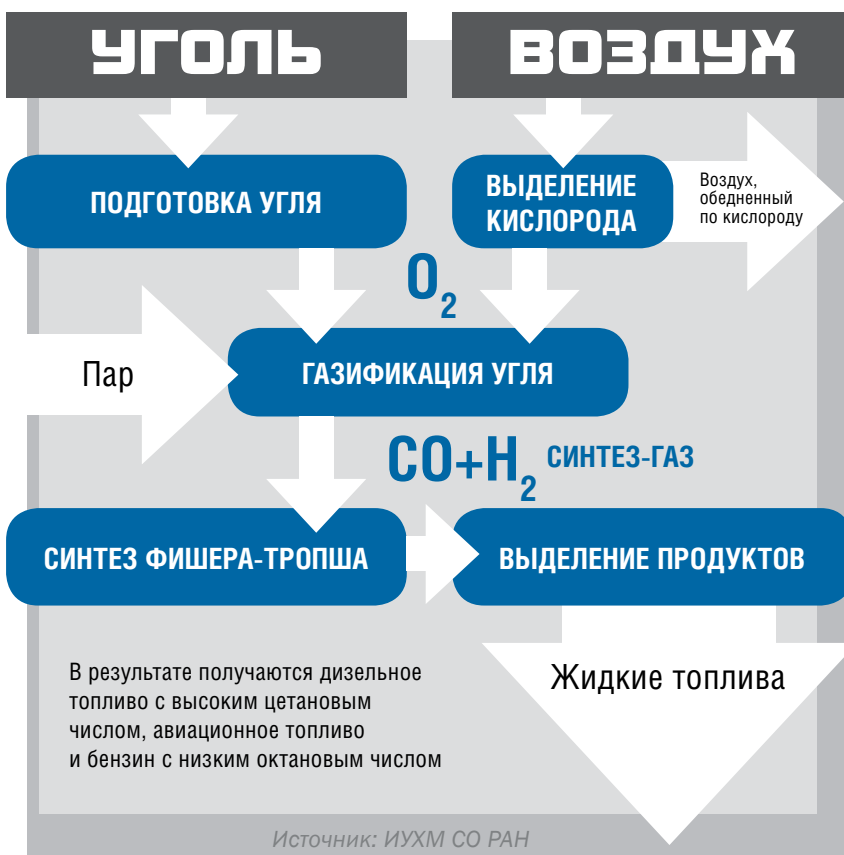 УГОЛЬ
ВОЗДУХ
ПОДГОТОВКА УГЛЯ
ВЫДЕЛЕНИЕ
КИСЛОРОДА
Воздух,
обедненный
по кислороду
O₂
Пар
ГАЗИФИКАЦИЯ УГЛЯ
CO+H₂ СИНТЕЗ-ГАЗ
СИНТЕЗ ФИШЕРА-ТРОПША
ВЫДЕЛЕНИЕ ПРОДУКТОВ
В результате получаются дизельное
топливо с высоким цетановым
числом, авиационное топливо
и бензин с низким октановым числом
Жидкие топлива
Источник: ИУХМ СО РАН